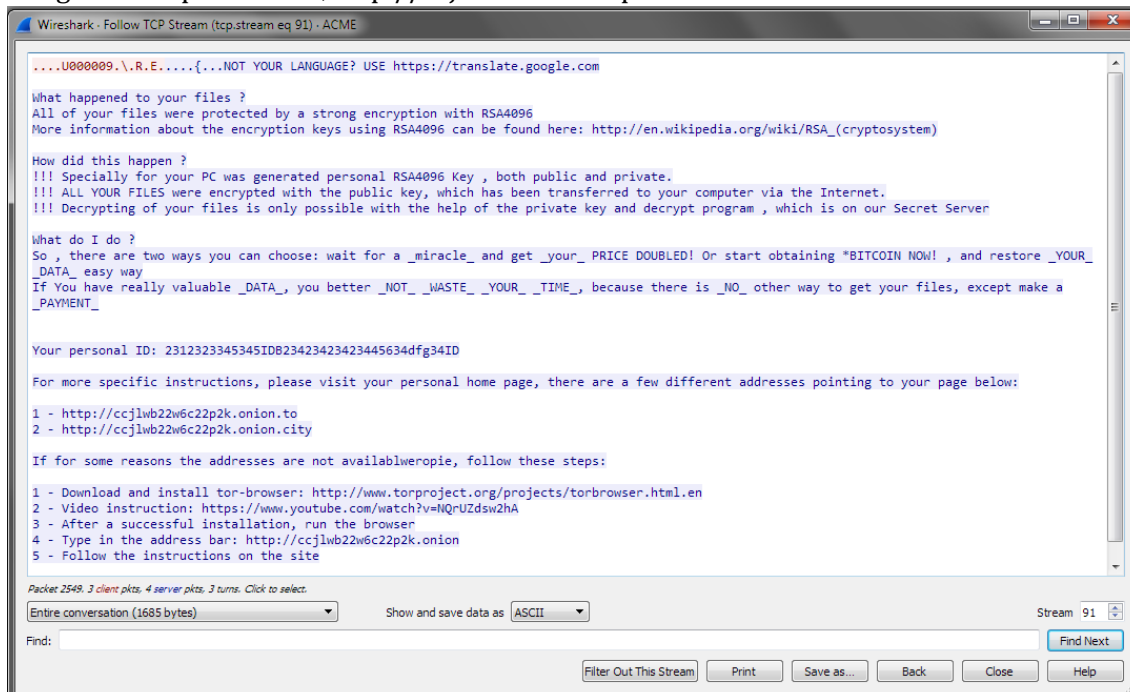 Wireshark · Follow TCP Stream (tcp.stream eq 91) · ACME
....U000009.\.R.E.....{...NOT YOUR LANGUAGE? USE https://translate.google.com
What happened to your files ?
All of your files were protected by a strong encryption with RSA4096
More information about the encryption keys using RSA4096 can be found here: http://en.wikipedia.org/wiki/RSA_(cryptosystem)
How did this happen ?
!!! Specially for your PC was generated personal RSA4096 Key , both public and private.
!!! ALL YOUR FILES were encrypted with the public key, which has been transferred to your computer via the Internet.
!!! Decrypting of your files is only possible with the help of the private key and decrypt program , which is on our Secret Server
What do I do ?
So , there are two ways you can choose: wait for a _miracle_ and get _your_ PRICE DOUBLED! Or start obtaining *BITCOIN NOW! , and restore _YOUR_
_DATA_ easy way
If You have really valuable _DATA_, you better _NOT_ _WASTE_ _YOUR_ _TIME_, because there is _NO_ other way to get your files, except make a
_PAYMENT_
Your personal ID: 2312323345345IDB23423423423445634dfg34ID
For more specific instructions, please visit your personal home page, there are a few different addresses pointing to your page below:
1 - http://ccjlwb22w6c22p2k.onion.to
2 - http://ccjlwb22w6c22p2k.onion.city
If for some reasons the addresses are not availablweropie, follow these steps:
1 - Download and install tor-browser: http://www.torproject.org/projects/torbrowser.html.en
2 - Video instruction: https://www.youtube.com/watch?v=NQrUZdsw2hA
3 - After a successful installation, run the browser
4 - Type in the address bar: http://ccjlwb22w6c22p2k.onion
5 - Follow the instructions on the site
Packet 2549. 3 client pkts, 4 server pkts, 3 turns. Click to select.
Entire conversation (1685 bytes) Show and save data as ASCII Stream 91
Find: Find Next
Filter Out This Stream Print Save as... Back Close Help